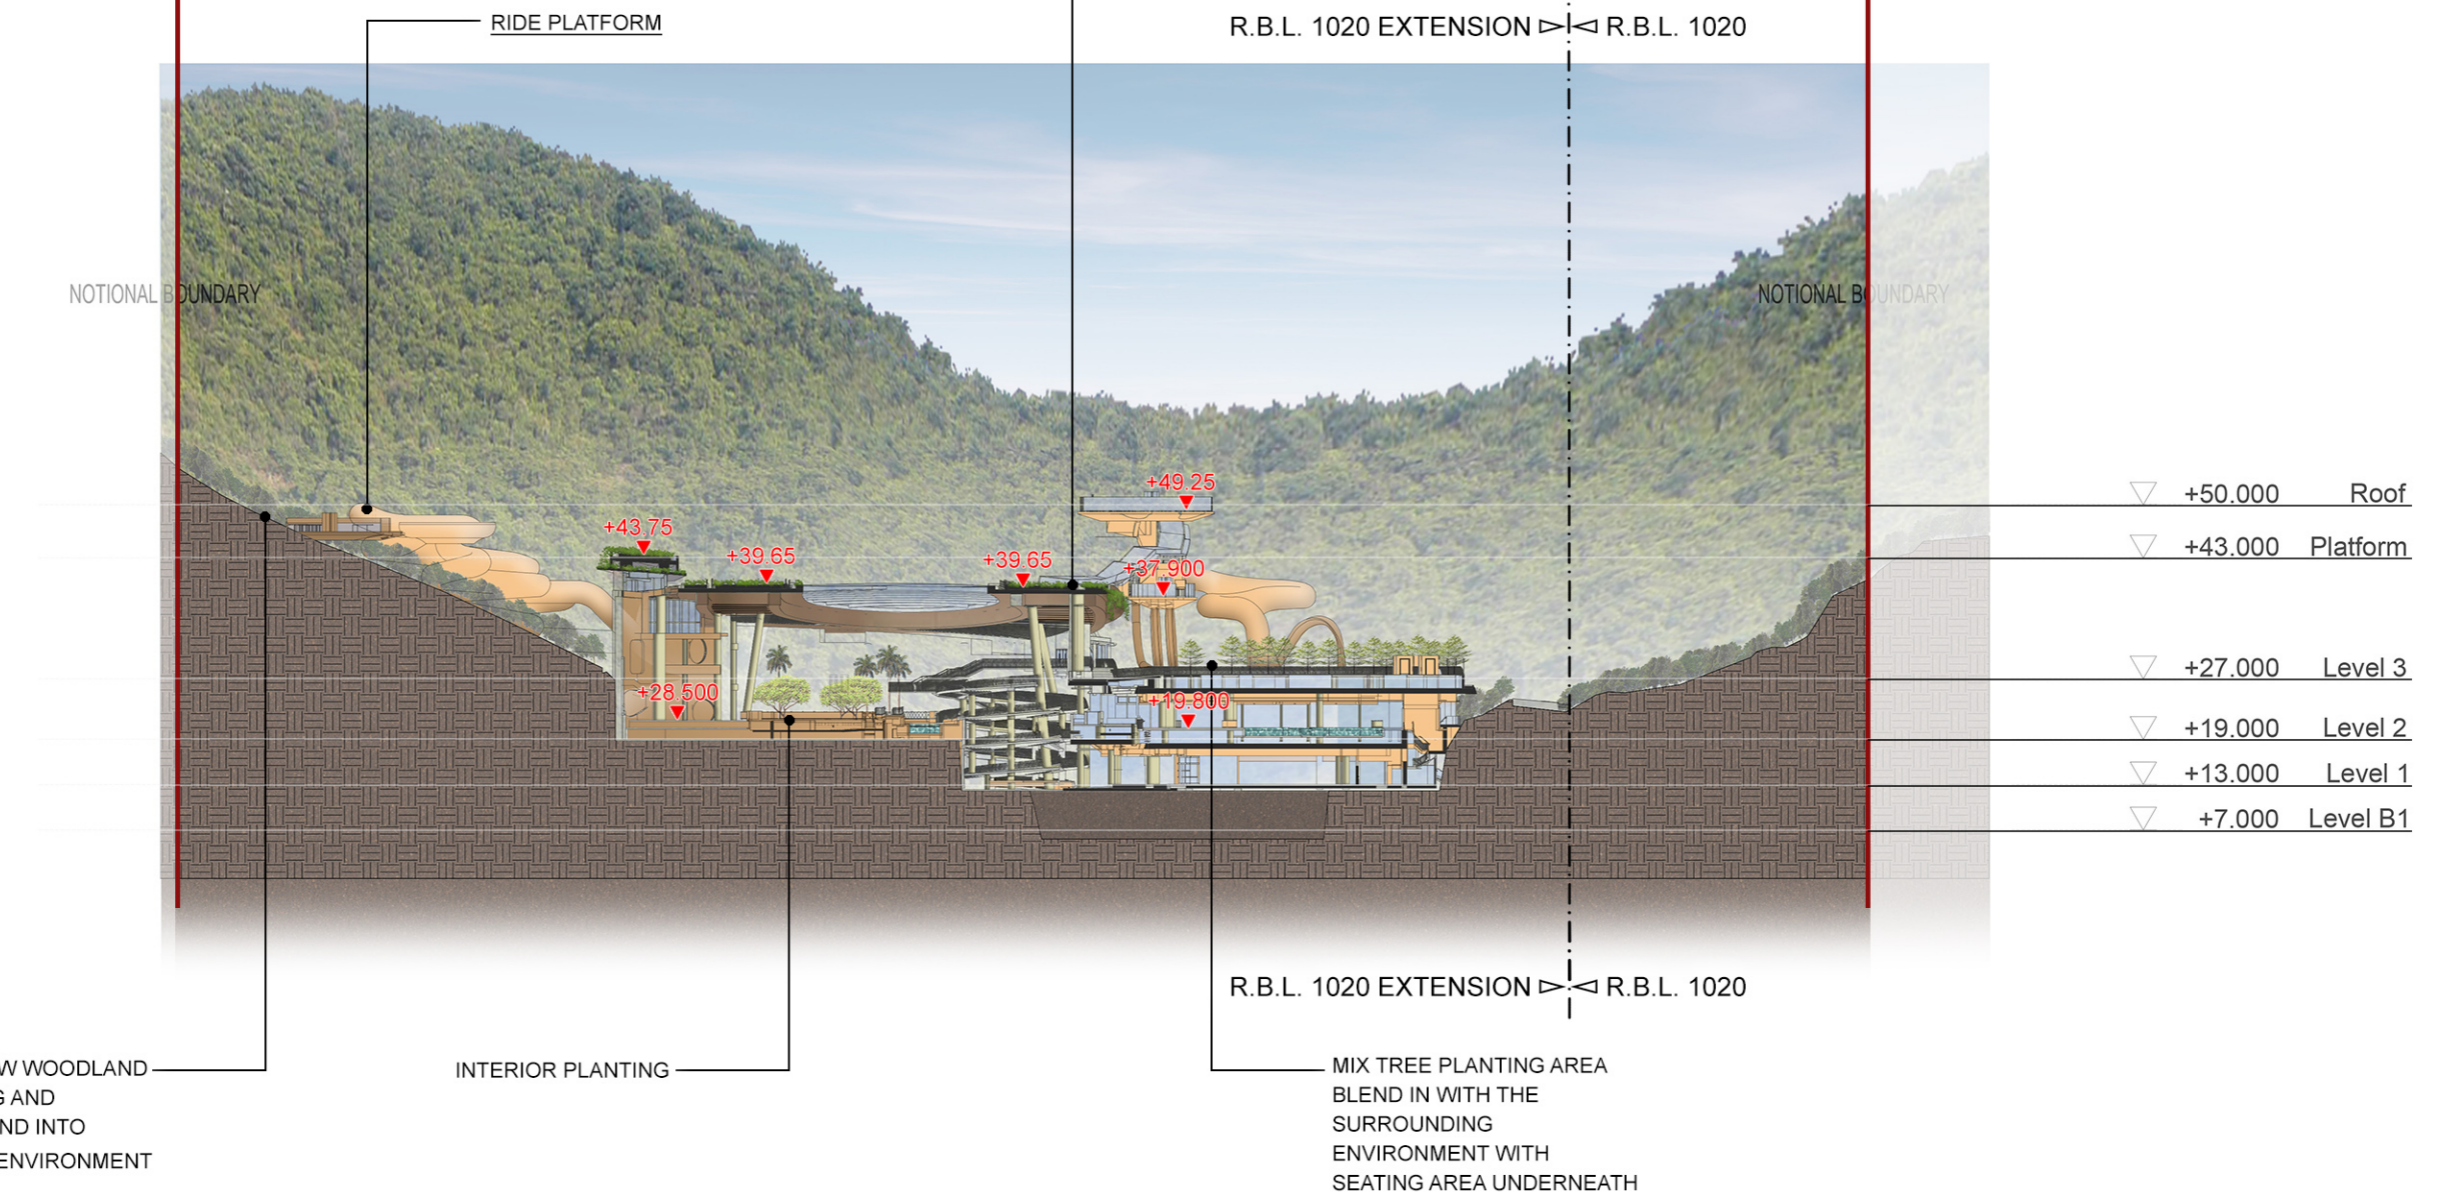 RIDE PLATFORM
R.B.L. 1020 EXTENSION
R.B.L. 1020
NOTIONAL BOUNDARY
NOTIONAL BOUNDARY
+49.25
+50.000 Roof
+43.75
+43.000 Platform
+39.65
+39.65
+37.900
+27.000 Level 3
+28.500
+19.800
+19.000 Level 2
+13.000 Level 1
+7.000 Level B1
R.B.L. 1020 EXTENSION
R.B.L. 1020
W WOODLAND
G AND
ND INTO
ENVIRONMENT
INTERIOR PLANTING
MIX TREE PLANTING AREA
BLEND IN WITH THE
SURROUNDING
ENVIRONMENT WITH
SEATING AREA UNDERNEATH